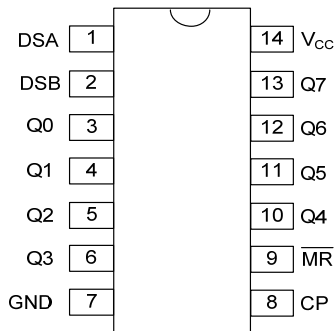 DSA 1 14 VCC
DSB 2 13 Q7
Q0 3 12 Q6
Q1 4 11 Q5
Q2 5 10 Q4
Q3 6 9 M̅R̅
GND 7 8 CP